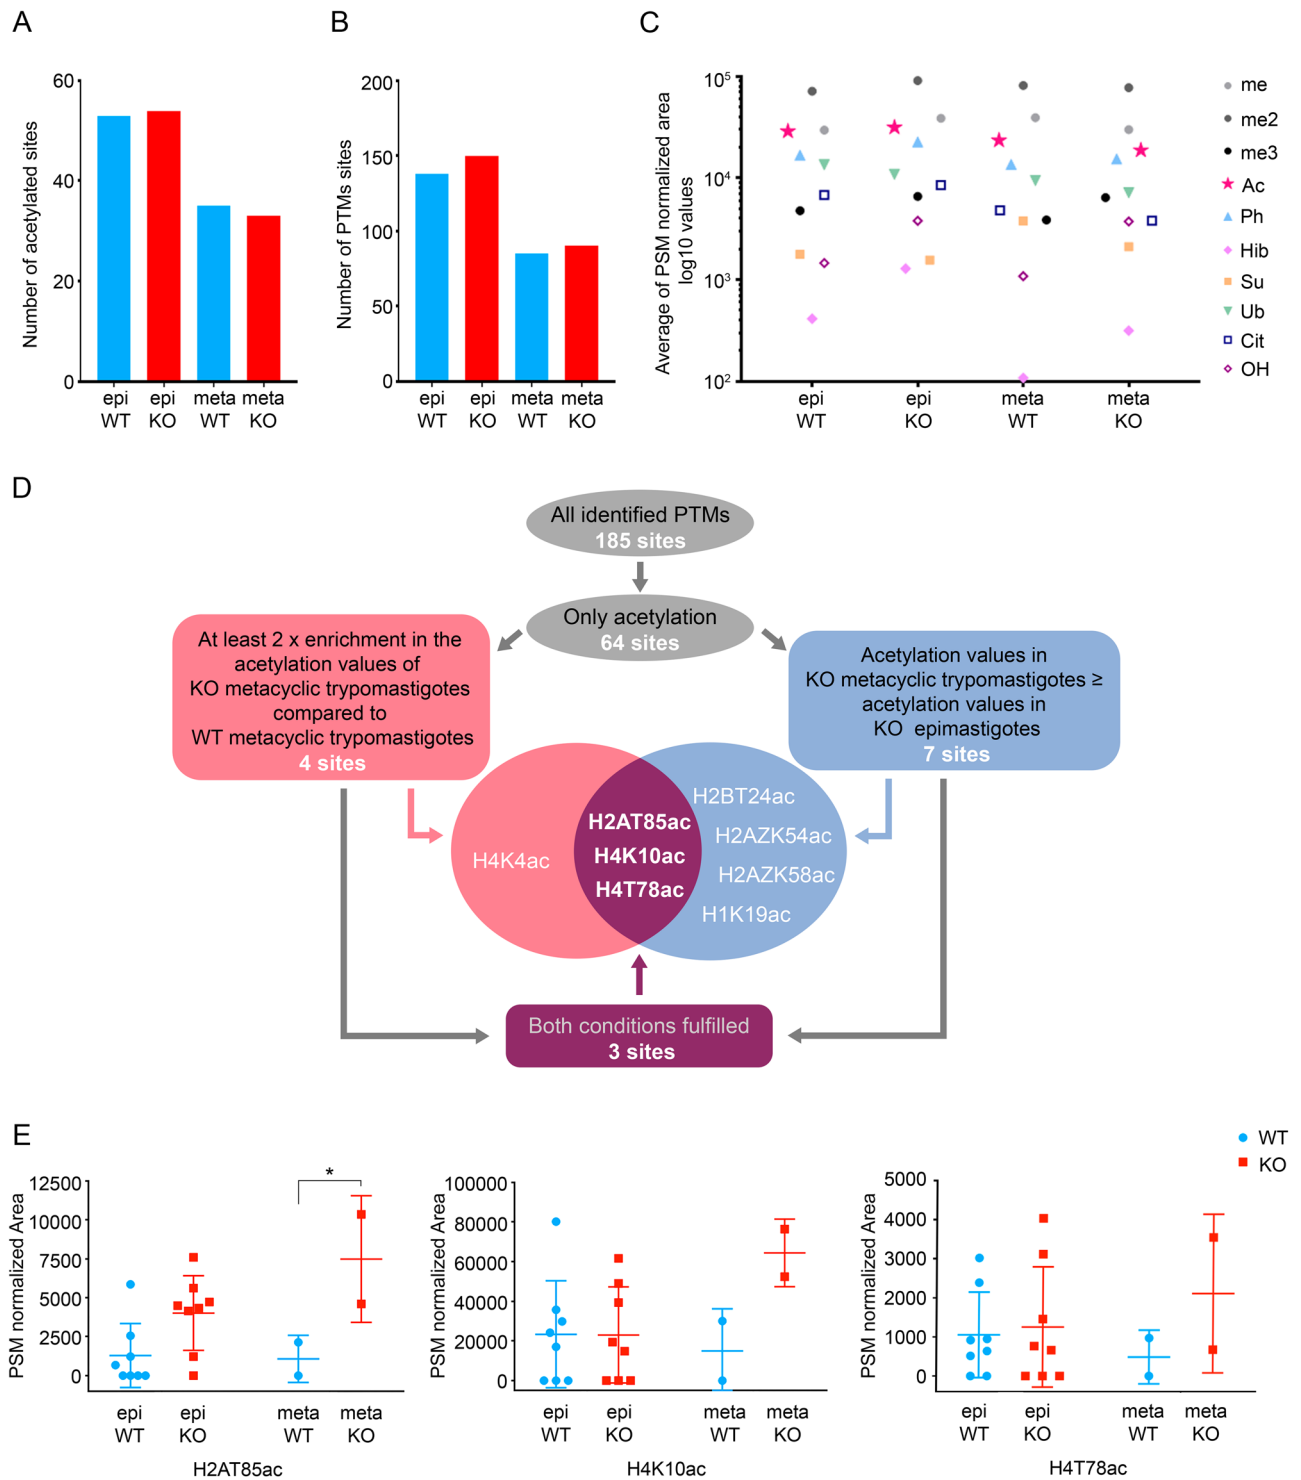 A
B
C
Number of acetylated sites
60
40
20
0
epi
WT
epi
KO
meta
WT
meta
KO
Number of PTMs sites
200
150
100
50
0
epi
WT
epi
KO
meta
WT
meta
KO
Average of PSM normalized area
log10 values
10⁵
10⁴
10³
10²
epi
WT
epi
KO
meta
WT
meta
KO
me
me2
me3
Ac
Ph
Hib
Su
Ub
Cit
OH
D
All identified PTMs
185 sites
Only acetylation
64 sites
At least 2 x enrichment in the
acetylation values of
KO metacyclic trypomastigotes
compared to
WT metacyclic trypomastigotes
4 sites
Acetylation values in
KO metacyclic trypomastigotes ≥
acetylation values in
KO epimastigotes
7 sites
H4K4ac
H2AT85ac
H4K10ac
H4T78ac
H2BT24ac
H2AZK54ac
H2AZK58ac
H1K19ac
Both conditions fulfilled
3 sites
E
WT
KO
PSM normalized Area
12500
10000
7500
5000
2500
0
*
epi
WT
epi
KO
meta
WT
meta
KO
H2AT85ac
PSM normalized Area
100000
80000
60000
40000
20000
0
epi
WT
epi
KO
meta
WT
meta
KO
H4K10ac
PSM normalized Area
5000
4000
3000
2000
1000
0
epi
WT
epi
KO
meta
WT
meta
KO
H4T78ac